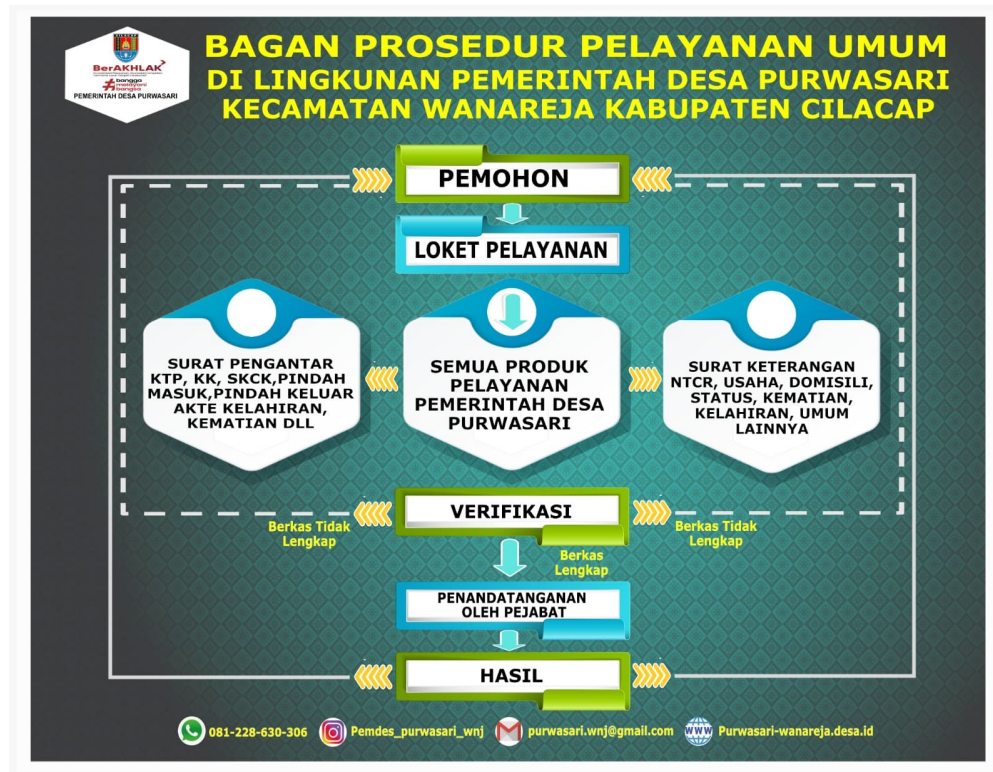 BerAKHLAK
bangga
melayani
bangsa
PEMERINTAH DESA PURWASARI
BAGAN PROSEDUR PELAYANAN UMUM
DI LINGKUNAN PEMERINTAH DESA PURWASARI
KECAMATAN WANAREJA KABUPATEN CILACAP
PEMOHON
LOKET PELAYANAN
SURAT PENGANTAR
KTP, KK, SKCK,PINDAH
MASUK,PINDAH KELUAR
AKTE KELAHIRAN,
KEMATIAN DLL
SEMUA PRODUK
PELAYANAN
PEMERINTAH DESA
PURWASARI
SURAT KETERANGAN
NTCR, USAHA, DOMISILI,
STATUS, KEMATIAN,
KELAHIRAN, UMUM
LAINNYA
VERIFIKASI
Berkas Tidak
Lengkap
Berkas Tidak
Lengkap
Berkas
Lengkap
PENANDATANGANAN
OLEH PEJABAT
HASIL
081-228-630-306
Pemdes_purwasari_wnj
purwasari.wnj@gmail.com
WWW
Purwasari-wanareja.desa.id